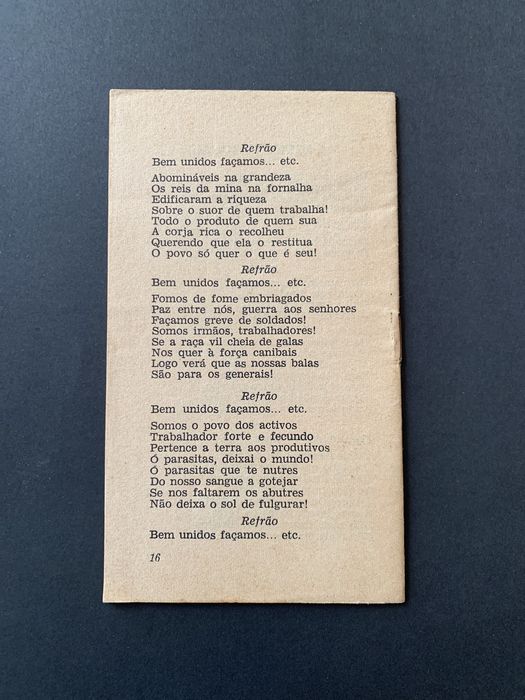 Refrão
Bem unidos façamos... etc.
Abomináveis na grandeza
Os reis da mina na fornalha
Edificaram a riqueza
Sobre o suor de quem trabalha!
Todo o produto de quem sua
A corja rica o recolheu
Querendo que ela o restitua
O povo só quer o que é seu!
Refrão
Bem unidos façamos... etc.
Fomos de fome embriagados
Paz entre nós, guerra aos senhores
Façamos greve de soldados!
Somos irmãos, trabalhadores!
Se a raça vil cheia de galas
Nos quer à força canibais
Logo verá que as nossas balas
São para os generais!
Refrão
Bem unidos façamos... etc.
Somos o povo dos activos
Trabalhador forte e fecundo
Pertence a terra aos produtivos
Ó parasitas, deixai o mundo!
Ó parasitas que te nutres
Do nosso sangue a gotejar
Se nos faltarem os abutres
Não deixa o sol de fulgurar!
Refrão
Bem unidos façamos... etc.
16